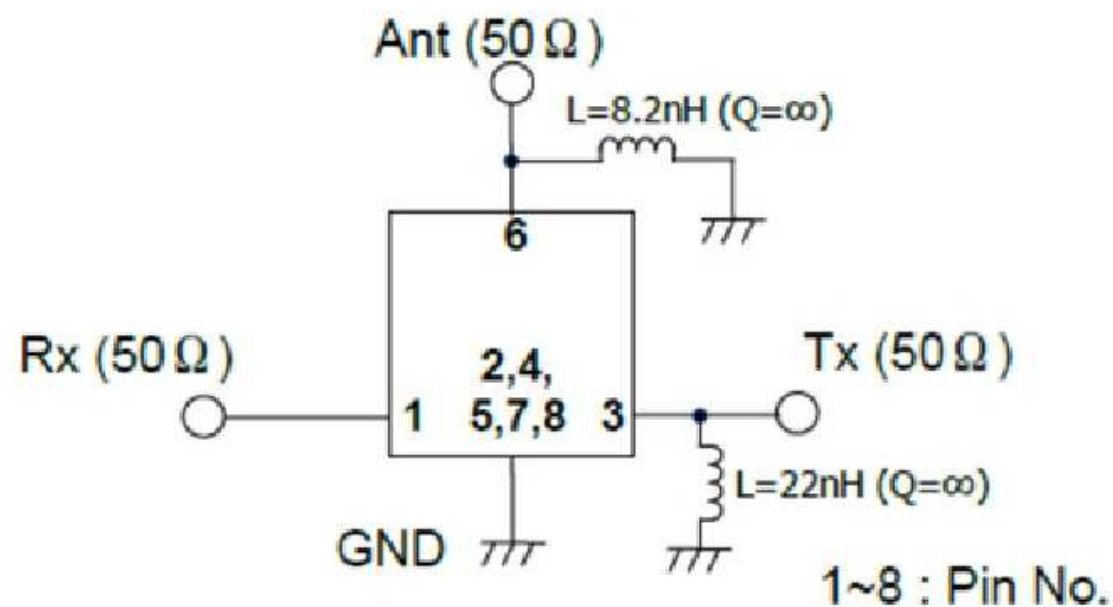 Ant (50Ω)
L=8.2nH (Q=∞)
6
Rx (50Ω)
Tx (50Ω)
2,4,
1 5,7,8 3
L=22nH (Q=∞)
GND
1~8 : Pin No.